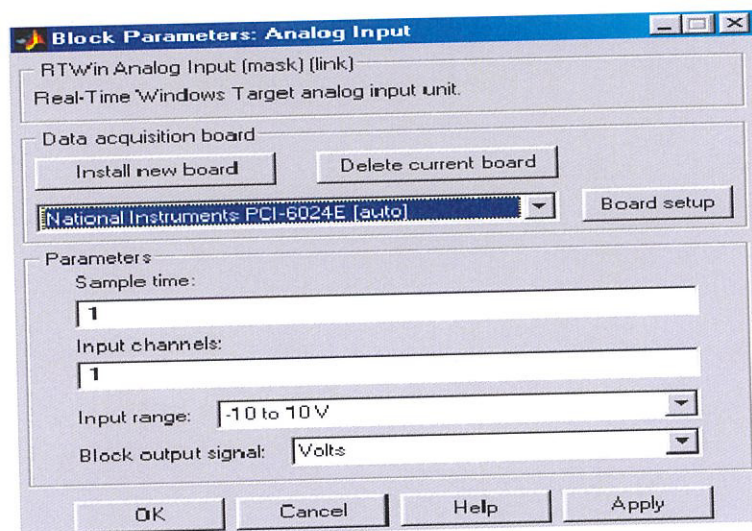 Block Parameters: Analog Input
RTWin Analog Input (mask) (link)
Real-Time Windows Target analog input unit.
Data acquisition board
Install new board
Delete current board
National Instruments PCI-6024E [auto]
Board setup
Parameters
Sample time:
1
Input channels:
1
Input range: -10 to 10 V
Block output signal: Volts
OK Cancel Help Apply